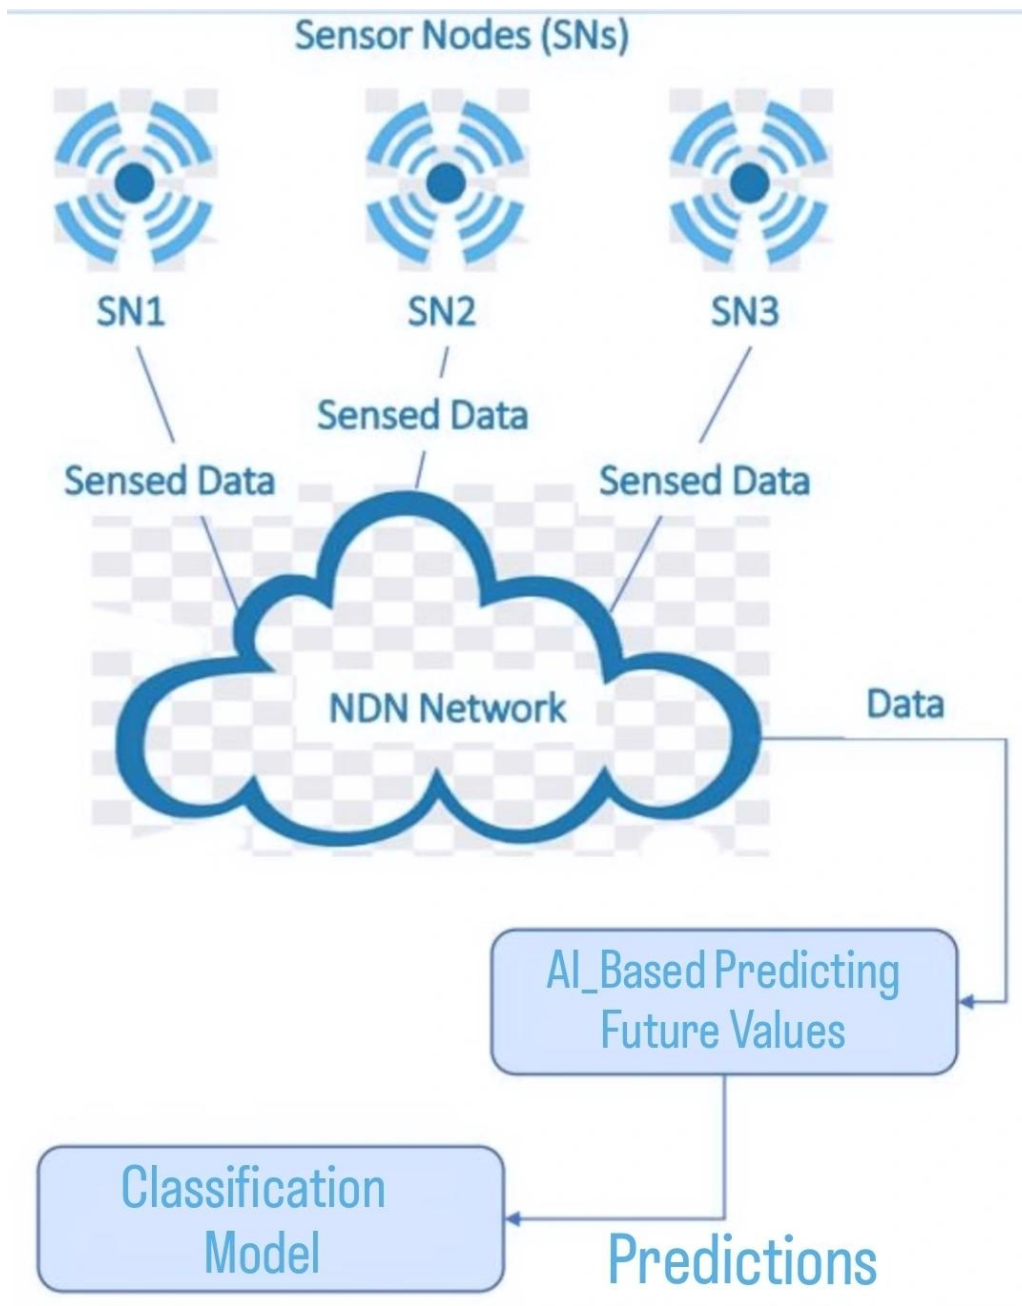 Sensor Nodes (SNs)
SN1
SN2
SN3
Sensed Data
Sensed Data
Sensed Data
NDN Network
Data
AI_Based Predicting
Future Values
Classification
Model
Predictions